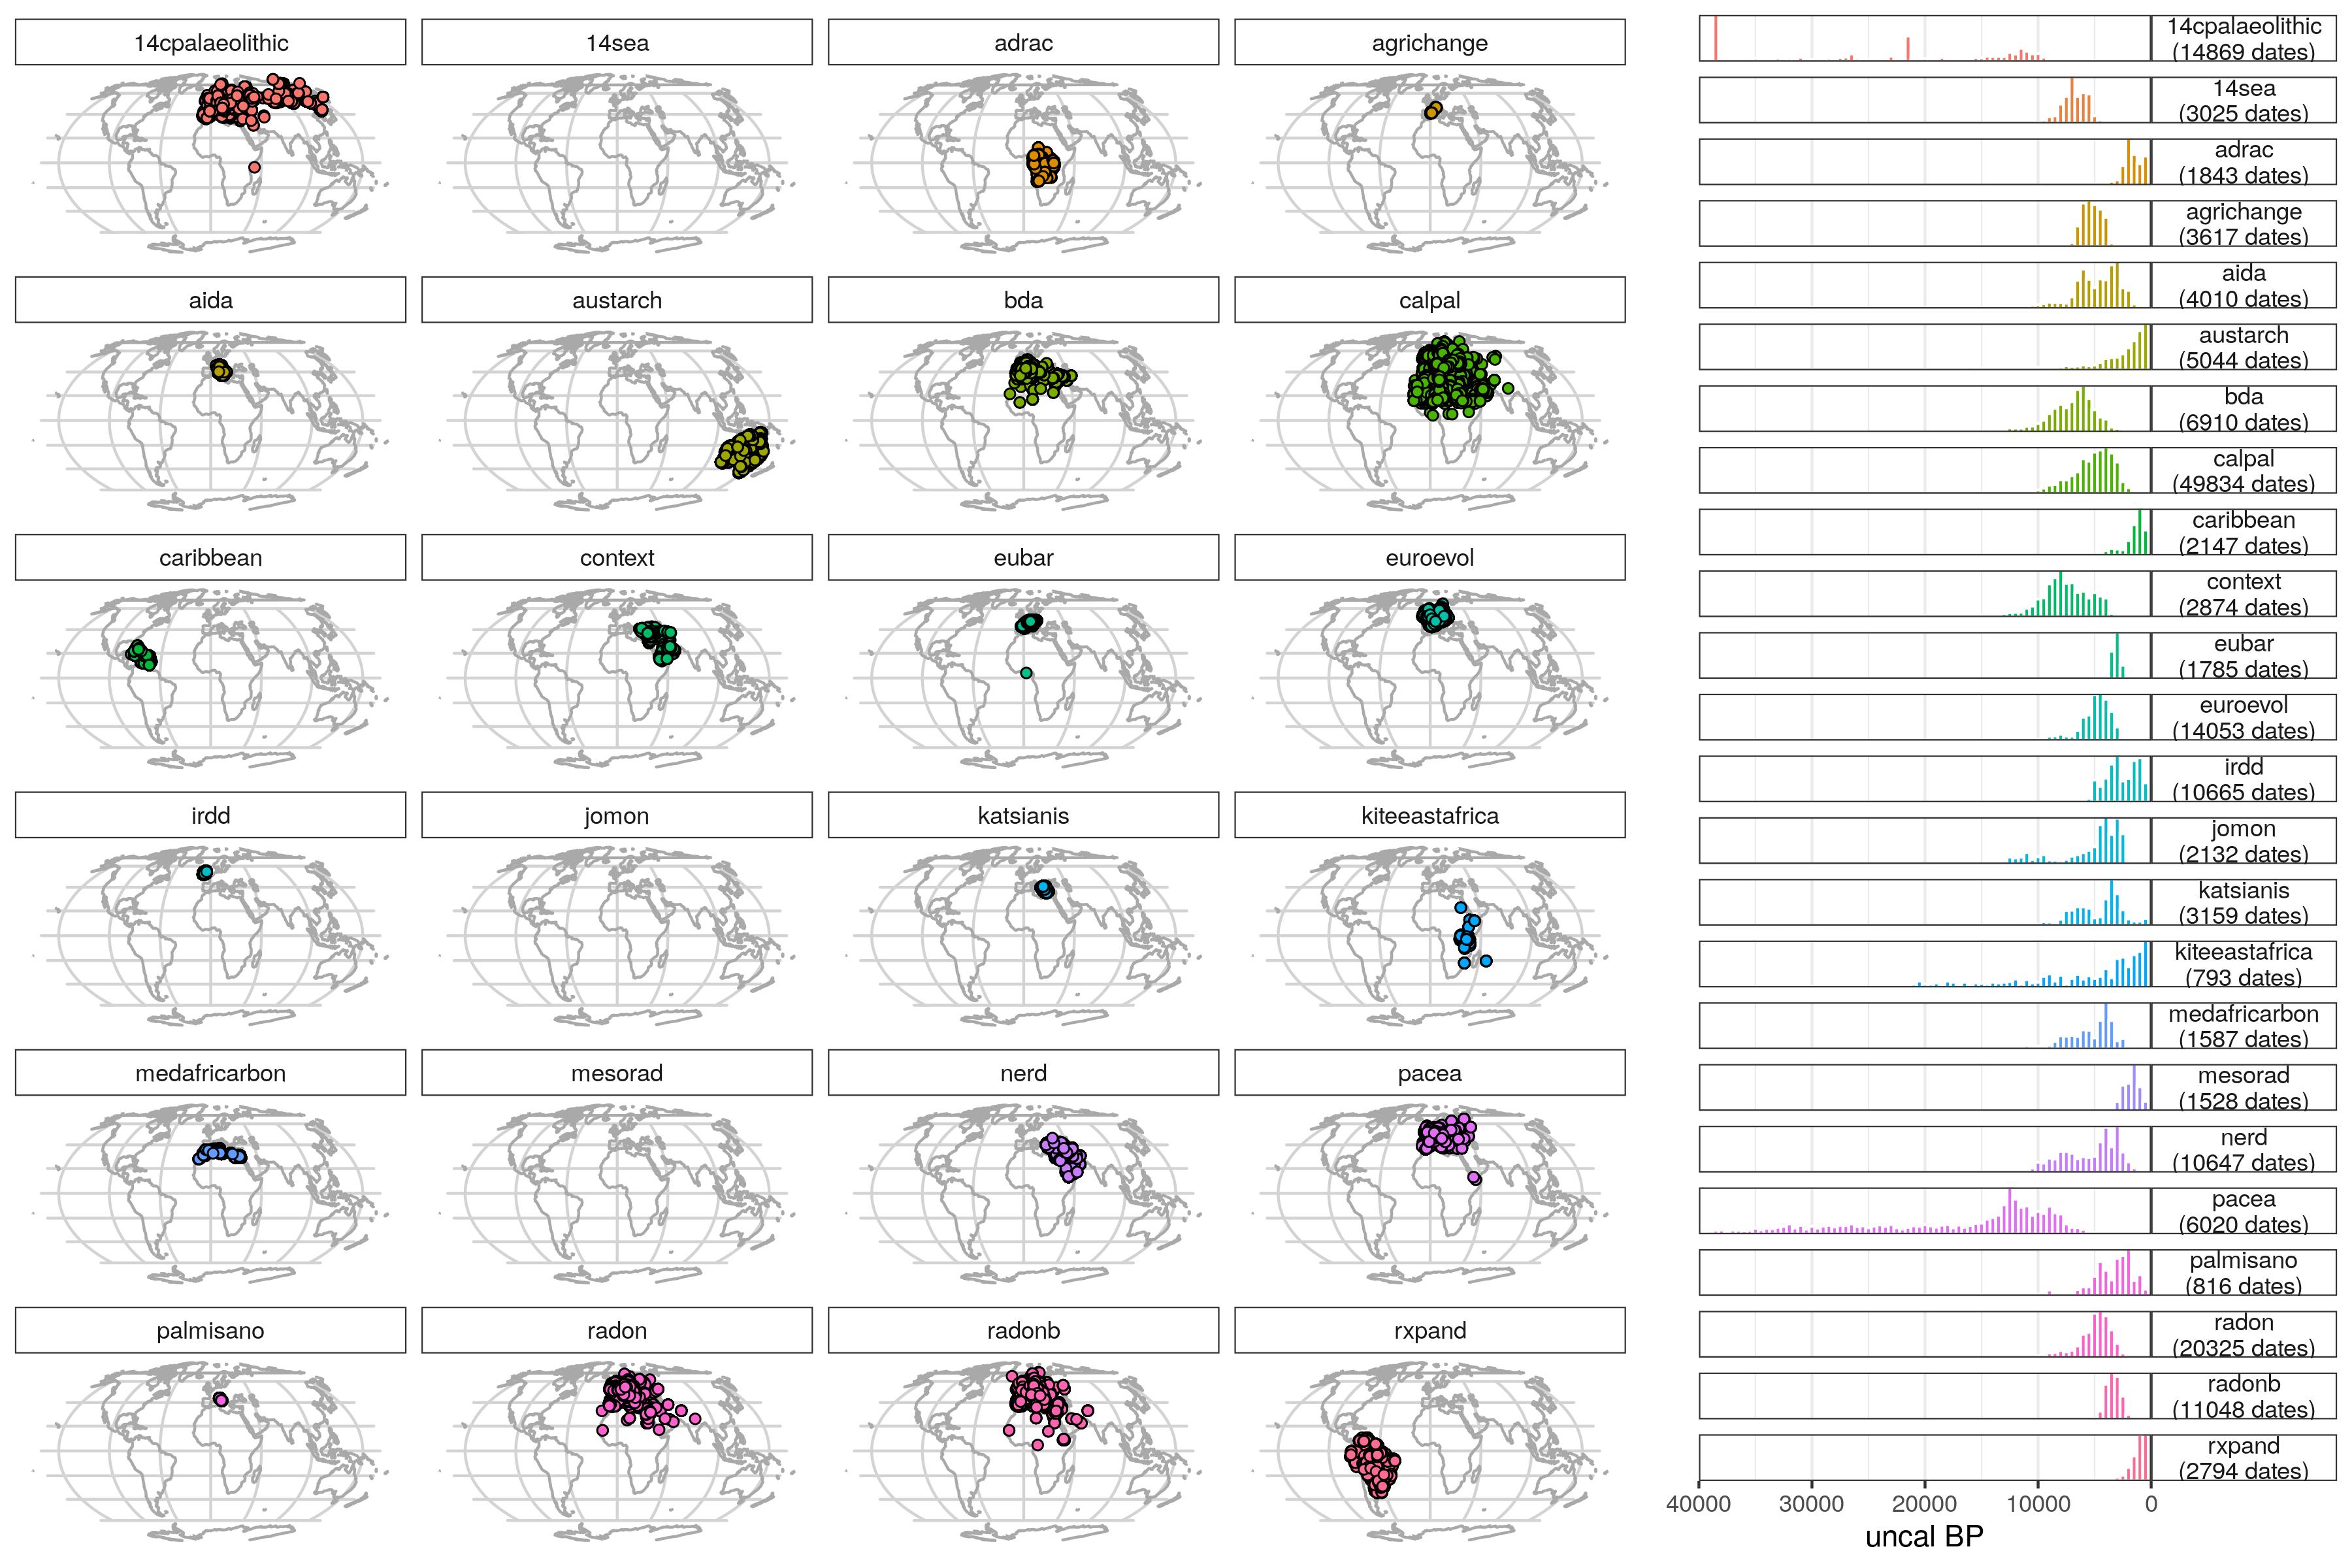 14cpalaeolithic
14sea
adrac
agrichange
aida
austarch
bda
calpal
caribbean
context
eubar
euroevol
irdd
jomon
katsianis
kiteeastafrica
medafricarbon
mesorad
nerd
pacea
palmisano
radon
radonb
rxpand
14cpalaeolithic
(14869 dates)
14sea
(3025 dates)
adrac
(1843 dates)
agrichange
(3617 dates)
aida
(4010 dates)
austarch
(5044 dates)
bda
(6910 dates)
calpal
(49834 dates)
caribbean
(2147 dates)
context
(2874 dates)
eubar
(1785 dates)
euroevol
(14053 dates)
irdd
(10665 dates)
jomon
(2132 dates)
katsianis
(3159 dates)
kiteeastafrica
(793 dates)
medafricarbon
(1587 dates)
mesorad
(1528 dates)
nerd
(10647 dates)
pacea
(6020 dates)
palmisano
(816 dates)
radon
(20325 dates)
radonb
(11048 dates)
rxpand
(2794 dates)
40000 30000 20000 10000 0
uncal BP